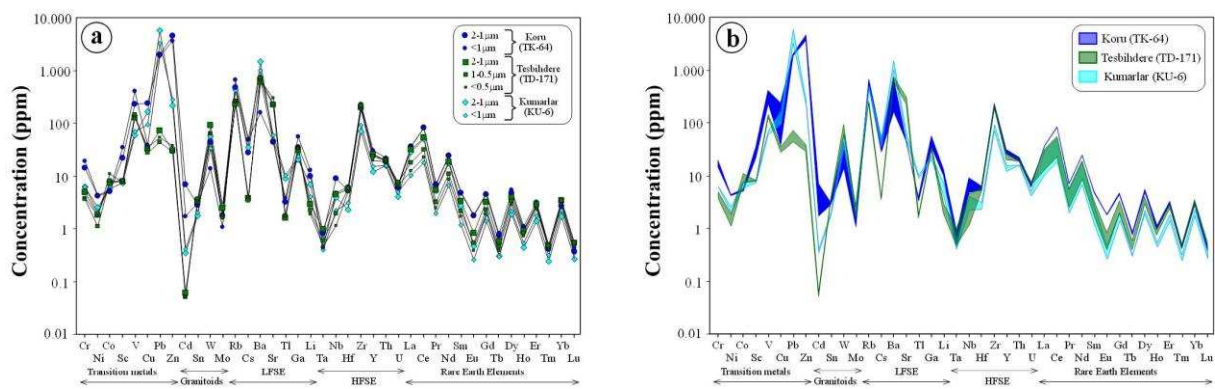 a
Concentration (ppm)
10.000
1.000
100
10
1
0.1
0.01
2-1µm
<1µm
Koru
(TK-64)
2-1µm
1-0.5µm
<0.5µm
Tesbihdere
(TD-171)
2-1µm
<1µm
Kumarlar
(KU-6)
Cr Co V Pb Cd W Rb Ba Tl Li Nb Zr Th La Pr Sm Gd Dy Er Yb
Ni Sc Cu Zn Sn Mo Cs Sr Ga Ta Hf Y U Ce Nd Eu Tb Ho Tm Lu
Transition metals
Granitoids
LFSE
HFSE
Rare Earth Elements
b
Concentration (ppm)
10.000
1.000
100
10
1
0.1
0.01
Koru (TK-64)
Tesbihdere (TD-171)
Kumarlar (KU-6)
Cr Co V Pb Cd W Rb Ba Tl Li Nb Zr Th La Pr Sm Gd Dy Er Yb
Ni Sc Cu Zn Sn Mo Cs Sr Ga Ta Hf Y U Ce Nd Eu Tb Ho Tm Lu
Transition metals
Granitoids
LFSE
HFSE
Rare Earth Elements